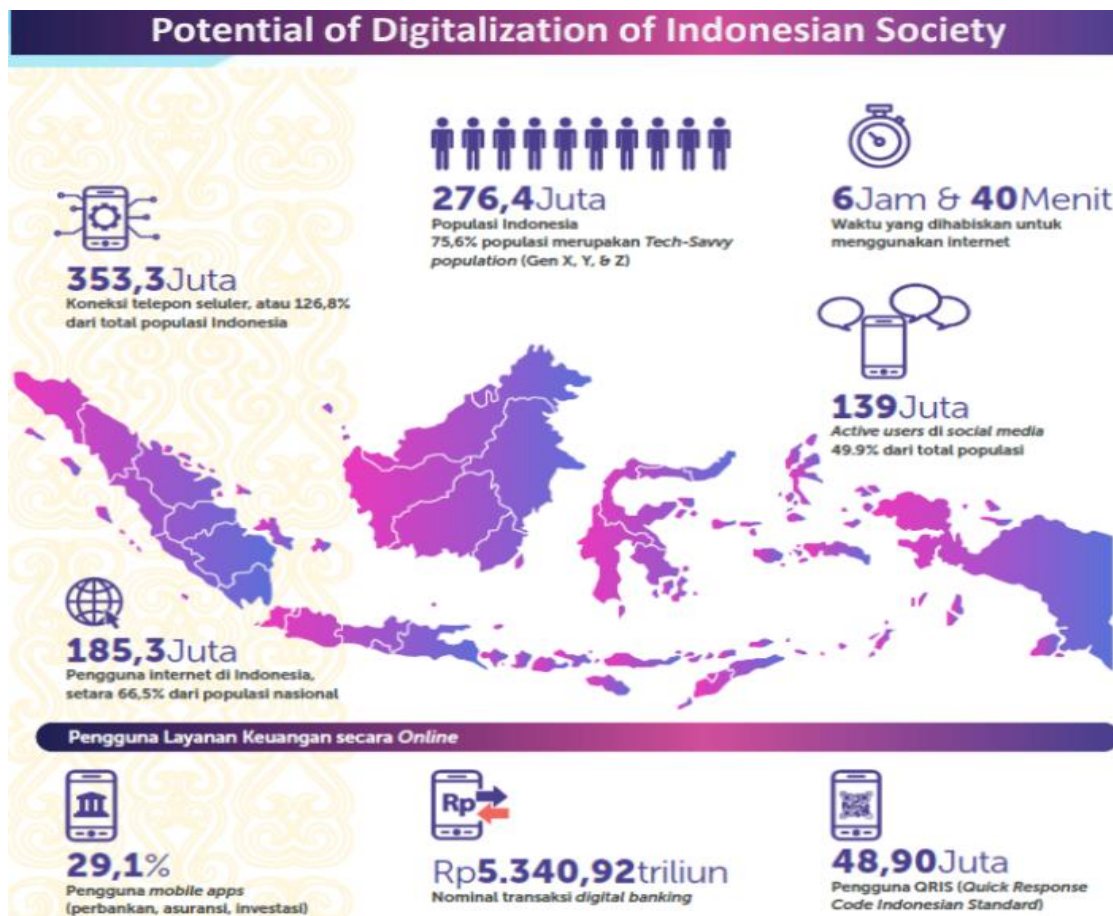 Potential of Digitalization of Indonesian Society
276,4Juta
Populasi Indonesia
75,6% populasi merupakan Tech-Savvy
population (Gen X, Y, & Z)
6Jam & 40Menit
Waktu yang dihabiskan untuk
menggunakan internet
353,3Juta
Koneksi telepon seluler, atau 126,8%
dari total populasi Indonesia
139Juta
Active users di social media
49.9% dari total populasi
185,3Juta
Pengguna internet di Indonesia,
setara 66,5% dari populasi nasional
Pengguna Layanan Keuangan secara Online
29,1%
Pengguna mobile apps
(perbankan, asuransi, investasi)
Rp
Rp5.340,92triliun
Nominal transaksi digital banking
48,90Juta
Pengguna QRIS (Quick Response
Code Indonesian Standard)